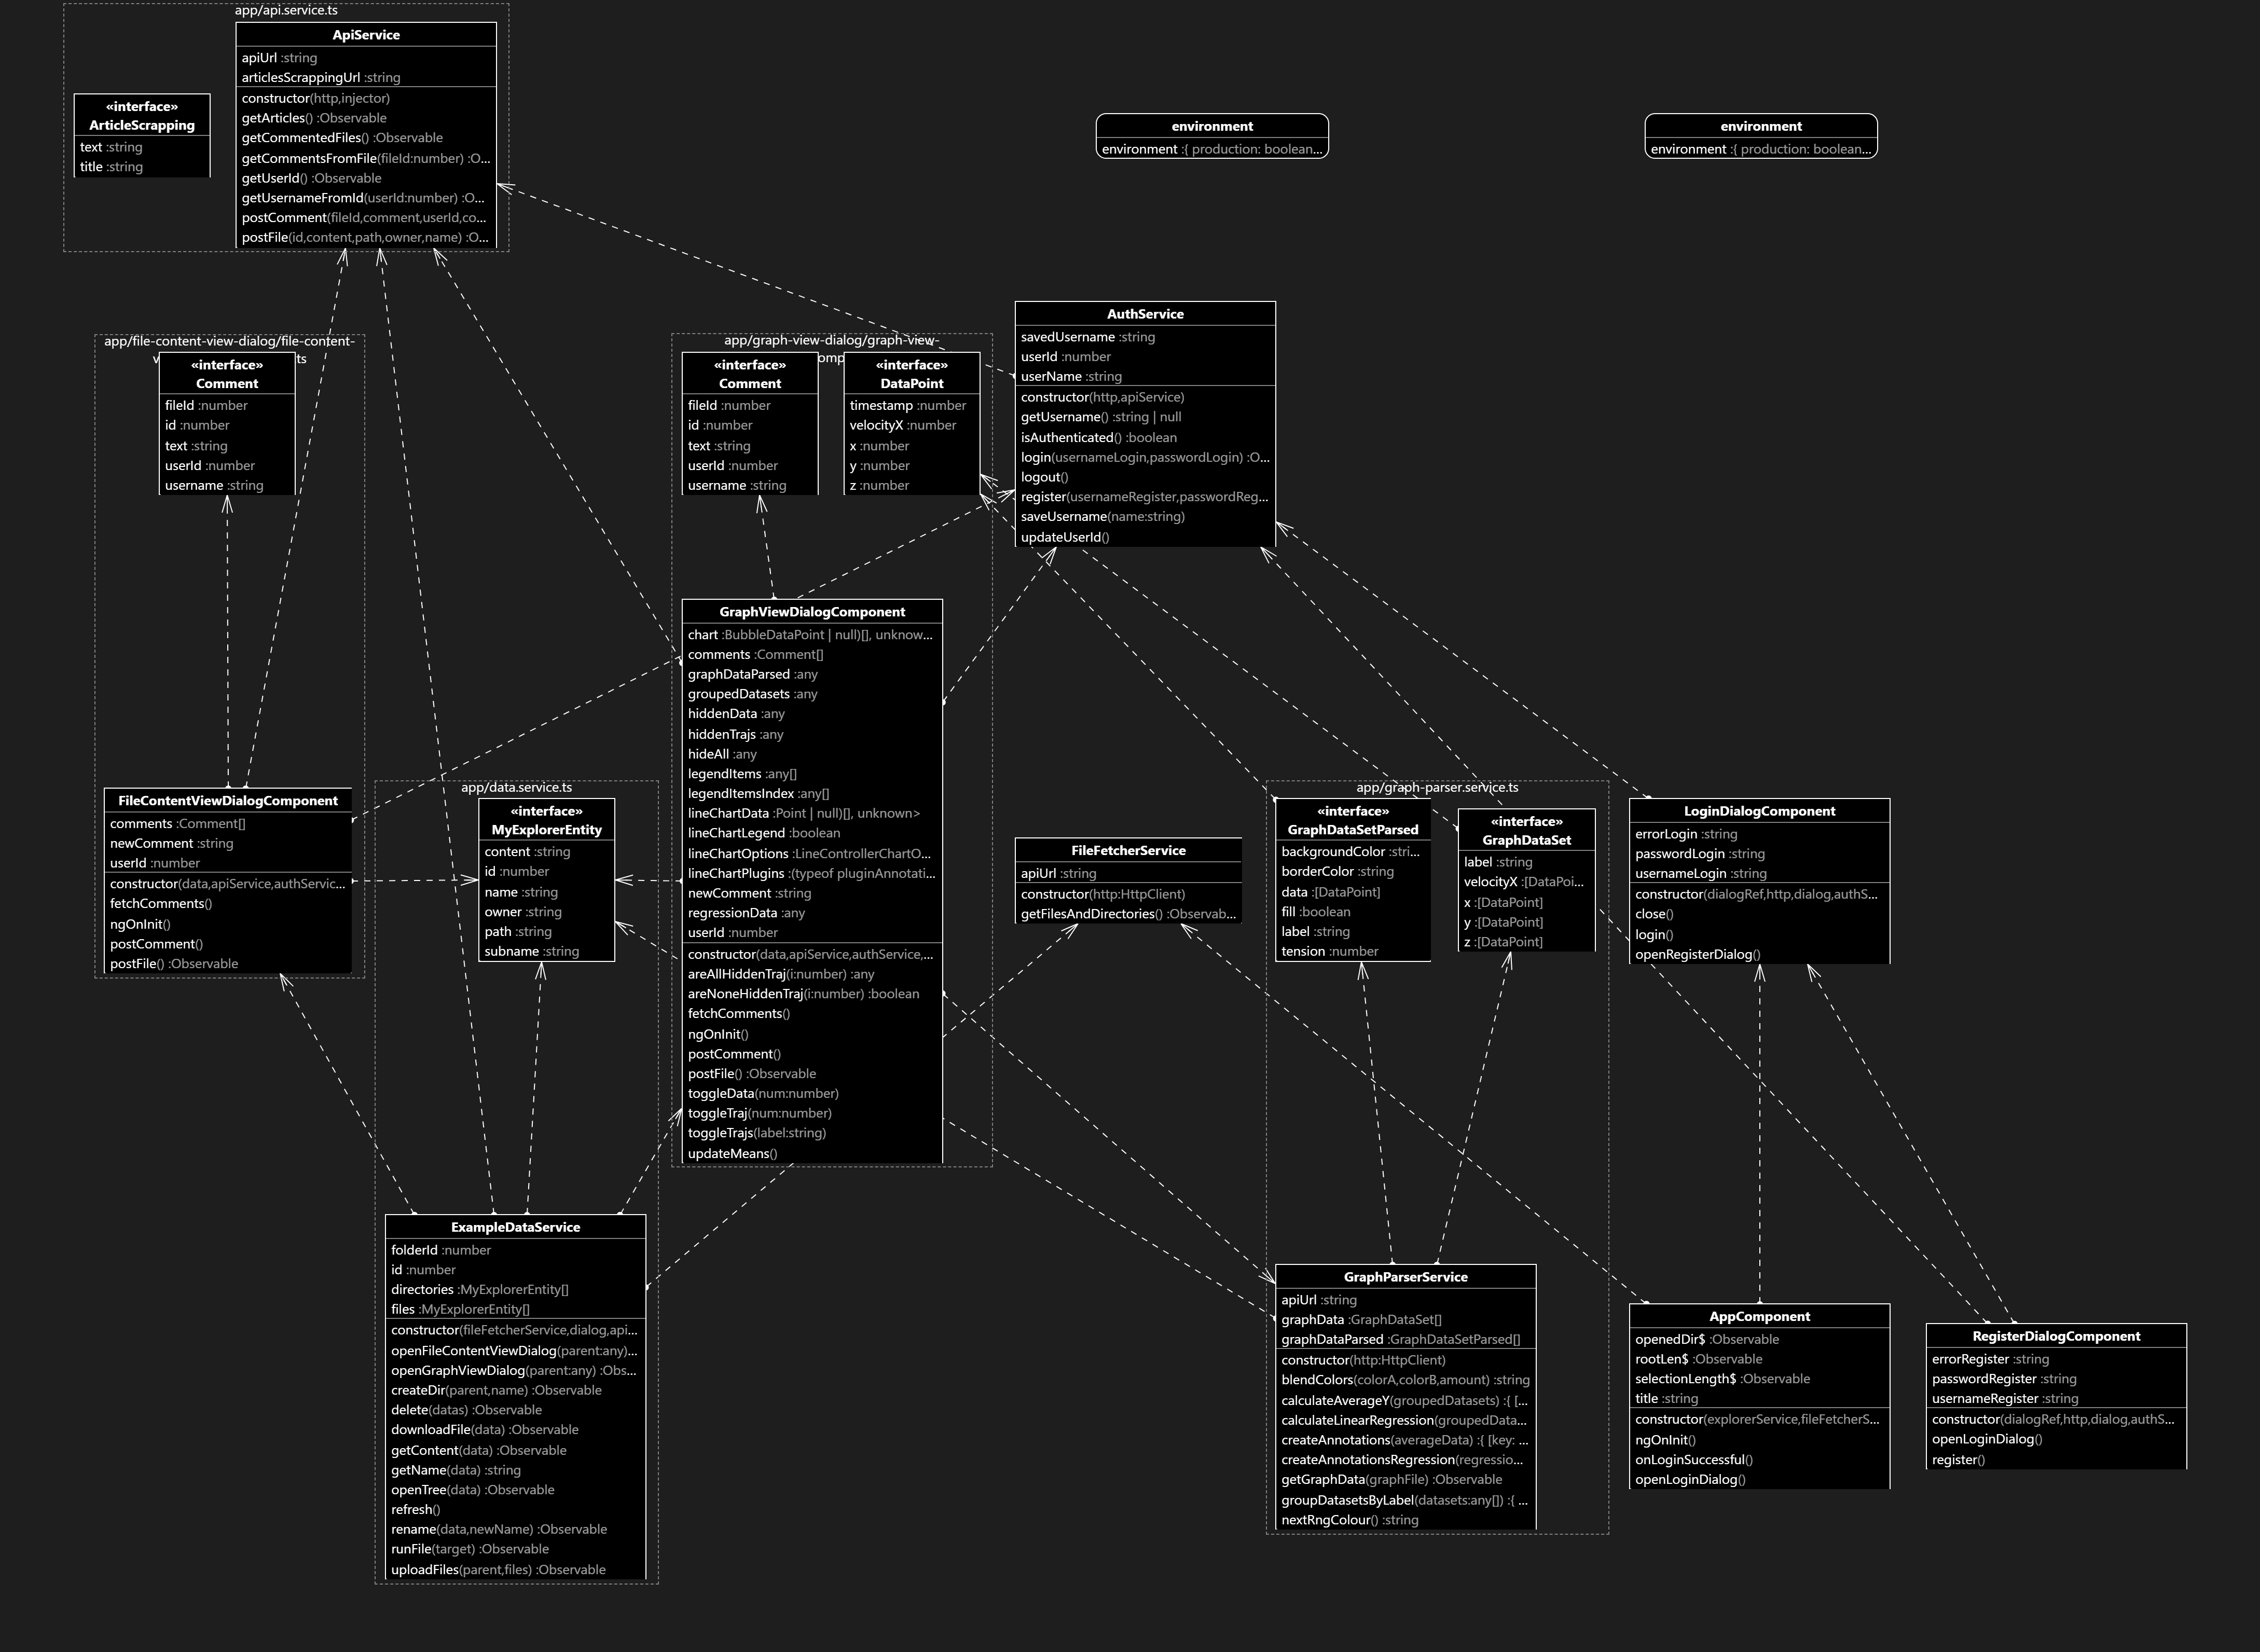 app/api.service.ts
ApiService
apiUrl :string
articlesScrappingUrl :string
constructor(http,injector)
getArticles() :Observable
getCommentedFiles() :Observable
getCommentsFromFile(fileId:number) :O...
getUserId() :Observable
getUsernameFromId(userId:number) :O...
postComment(fileId,comment,userId,co...
postFile(id,content,path,owner,name) :O...
«interface»
ArticleScrapping
text :string
title :string
environment
environment :{ production: boolean...
environment
environment :{ production: boolean...
AuthService
savedUsername :string
userId :number
userName :string
constructor(http,apiService)
getUsername() :string | null
isAuthenticated() :boolean
login(usernameLogin,passwordLogin) :O...
logout()
register(usernameRegister,passwordReg...
saveUsername(name:string)
updateUserId()
app/file-content-view-dialog/file-content-
ts
«interface»
Comment
fileId :number
id :number
text :string
userId :number
username :string
app/graph-view-dialog/graph-view-
«interface»
Comment
fileId :number
id :number
text :string
userId :number
username :string
«interface»
DataPoint
timestamp :number
velocityX :number
x :number
y :number
z :number
GraphViewDialogComponent
chart :BubbleDataPoint | null)[], unknow...
comments :Comment[]
graphDataParsed :any
groupedDatasets :any
hiddenData :any
hiddenTrajs :any
hideAll :any
legendItems :any[]
legendItemsIndex :any[]
lineChartData :Point | null)[], unknown>
lineChartLegend :boolean
lineChartOptions :LineControllerChartO...
lineChartPlugins :(typeof pluginAnnotati...
newComment :string
regressionData :any
userId :number
constructor(data,apiService,authService,...
areAllHiddenTraj(i:number) :any
areNoneHiddenTraj(i:number) :boolean
fetchComments()
ngOnInit()
postComment()
postFile() :Observable
toggleData(num:number)
toggleTraj(num:number)
toggleTrajs(label:string)
updateMeans()
FileContentViewDialogComponent
comments :Comment[]
newComment :string
userId :number
constructor(data,apiService,authServic...
fetchComments()
ngOnInit()
postComment()
postFile() :Observable
app/data.service.ts
«interface»
MyExplorerEntity
content :string
id :number
name :string
owner :string
path :string
subname :string
FileFetcherService
apiUrl :string
constructor(http:HttpClient)
getFilesAndDirectories() :Observab...
app/graph-parser.service.ts
«interface»
GraphDataSetParsed
backgroundColor :stri...
borderColor :string
data :[DataPoint]
fill :boolean
label :string
tension :number
«interface»
GraphDataSet
label :string
velocityX :[DataPoi...
x :[DataPoint]
y :[DataPoint]
z :[DataPoint]
LoginDialogComponent
errorLogin :string
passwordLogin :string
usernameLogin :string
constructor(dialogRef,http,dialog,authS...
close()
login()
openRegisterDialog()
ExampleDataService
folderId :number
id :number
directories :MyExplorerEntity[]
files :MyExplorerEntity[]
constructor(fileFetcherService,dialog,api...
openFileContentViewDialog(parent:any)...
openGraphViewDialog(parent:any) :Obs...
createDir(parent,name) :Observable
delete(datas) :Observable
downloadFile(data) :Observable
getContent(data) :Observable
getName(data) :string
openTree(data) :Observable
refresh()
rename(data,newName) :Observable
runFile(target) :Observable
uploadFiles(parent,files) :Observable
GraphParserService
apiUrl :string
graphData :GraphDataSet[]
graphDataParsed :GraphDataSetParsed[]
constructor(http:HttpClient)
blendColors(colorA,colorB,amount) :string
calculateAverageY(groupedDatasets) :{ [...
calculateLinearRegression(groupedData...
createAnnotations(averageData) :{ [key: ...
createAnnotationsRegression(regressio...
getGraphData(graphFile) :Observable
groupDatasetsByLabel(datasets:any[]) :{ ...
nextRngColour() :string
AppComponent
openedDir$ :Observable
rootLen$ :Observable
selectionLength$ :Observable
title :string
constructor(explorerService,fileFetcherS...
ngOnInit()
onLoginSuccessful()
openLoginDialog()
RegisterDialogComponent
errorRegister :string
passwordRegister :string
usernameRegister :string
constructor(dialogRef,http,dialog,authS...
openLoginDialog()
register()